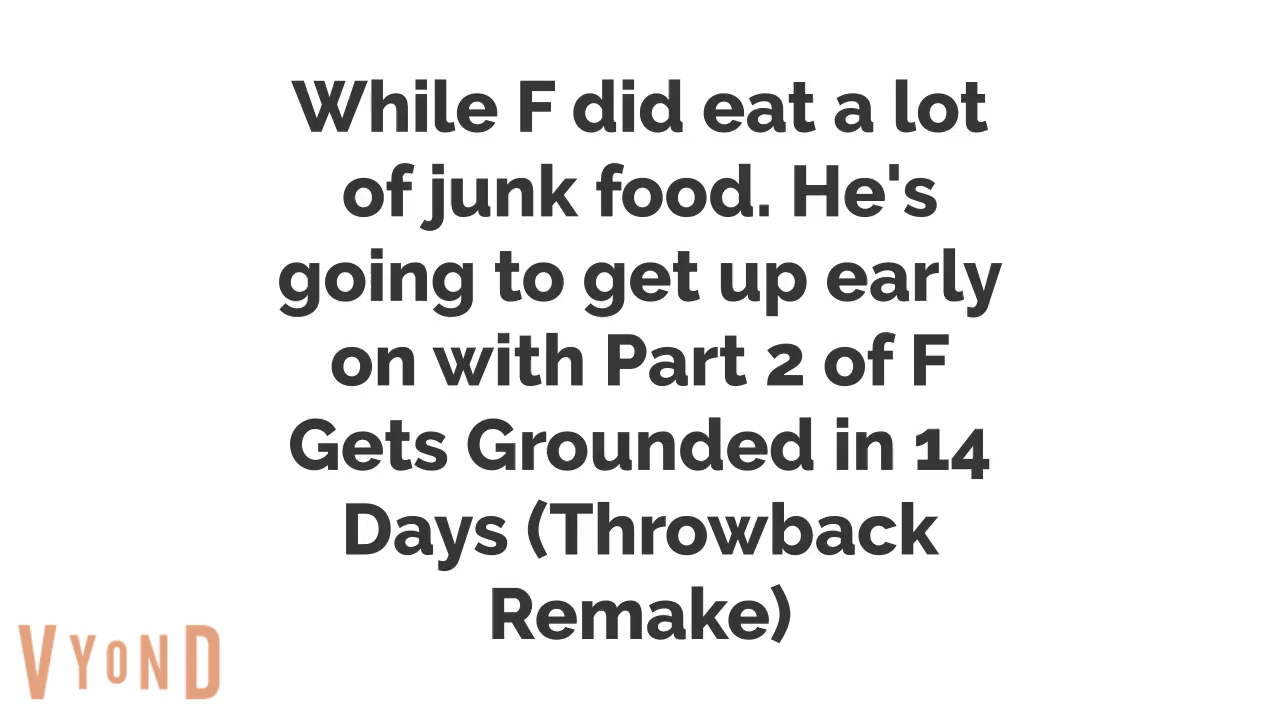 While F did eat a lot
of junk food. He's
going to get up early
on with Part 2 of F
Gets Grounded in 14
Days (Throwback
Remake)
VYOND